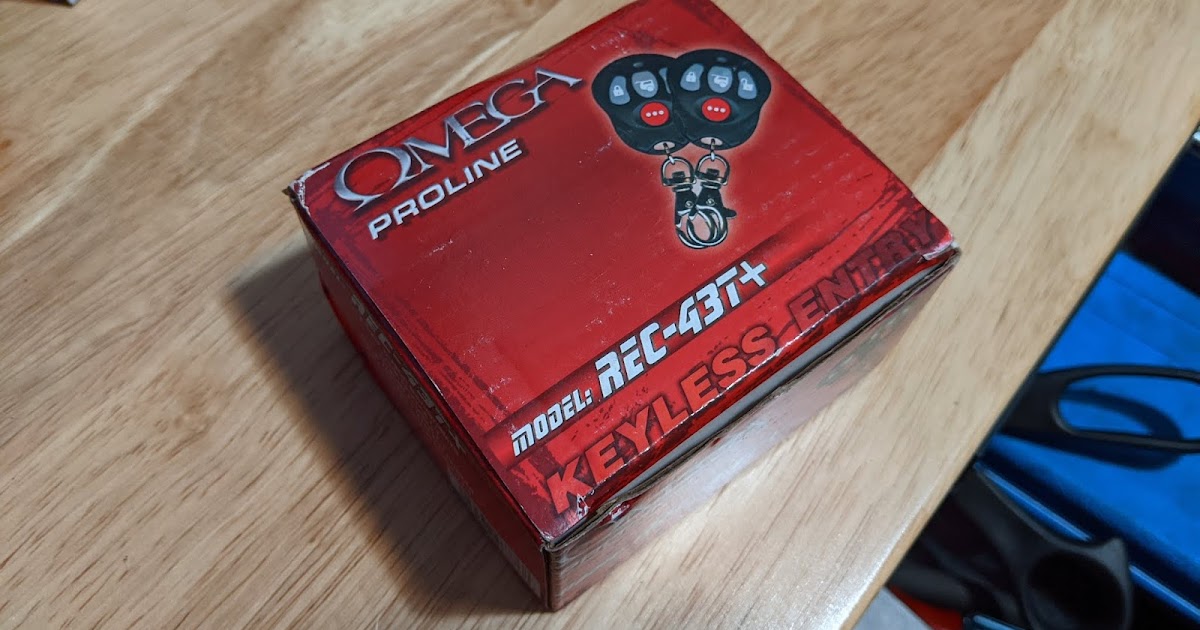 OMEGA
PROLINE
MODEL: REC-43T+
KEYLESS ENTRY